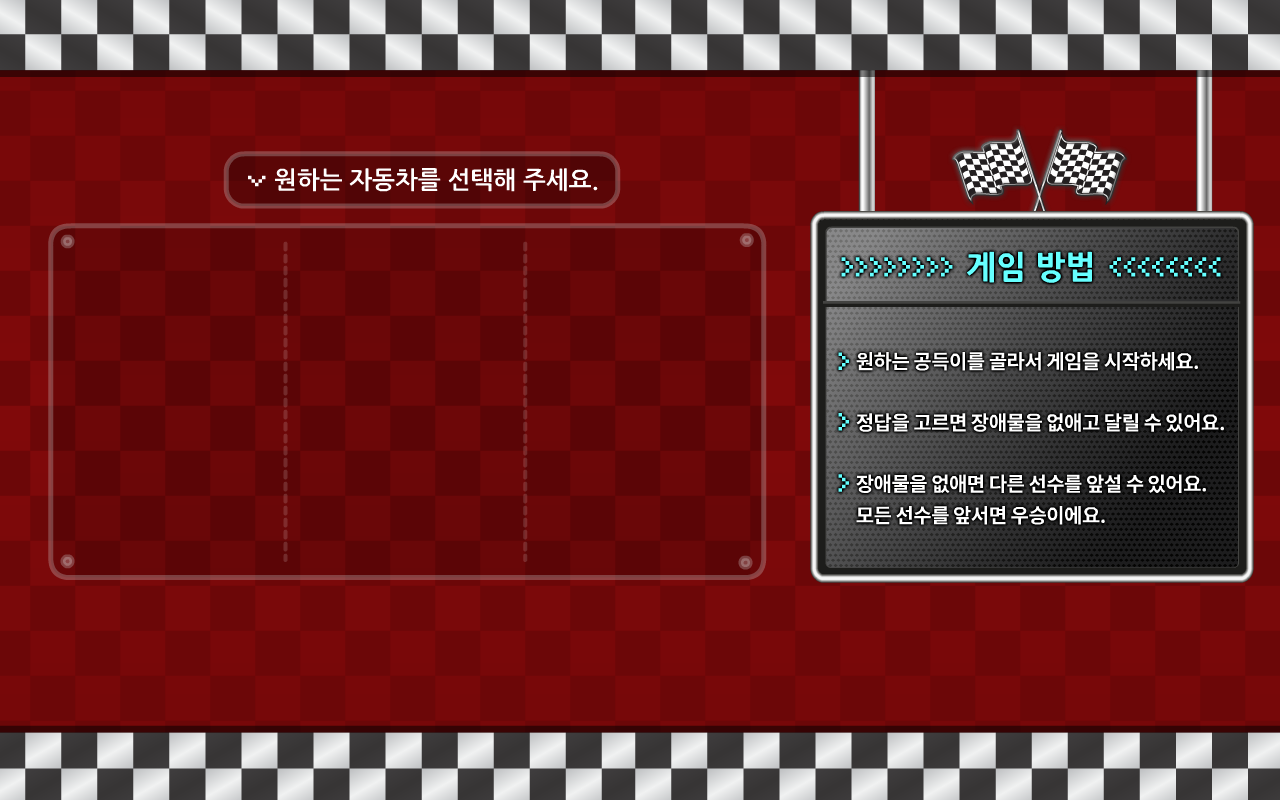 원하는 자동차를 선택해 주세요.
게임 방법
원하는 공득이를 골라서 게임을 시작하세요.
정답을 고르면 장애물을 없애고 달릴 수 있어요.
장애물을 없애면 다른 선수를 앞설 수 있어요.
모든 선수를 앞서면 우승이에요.